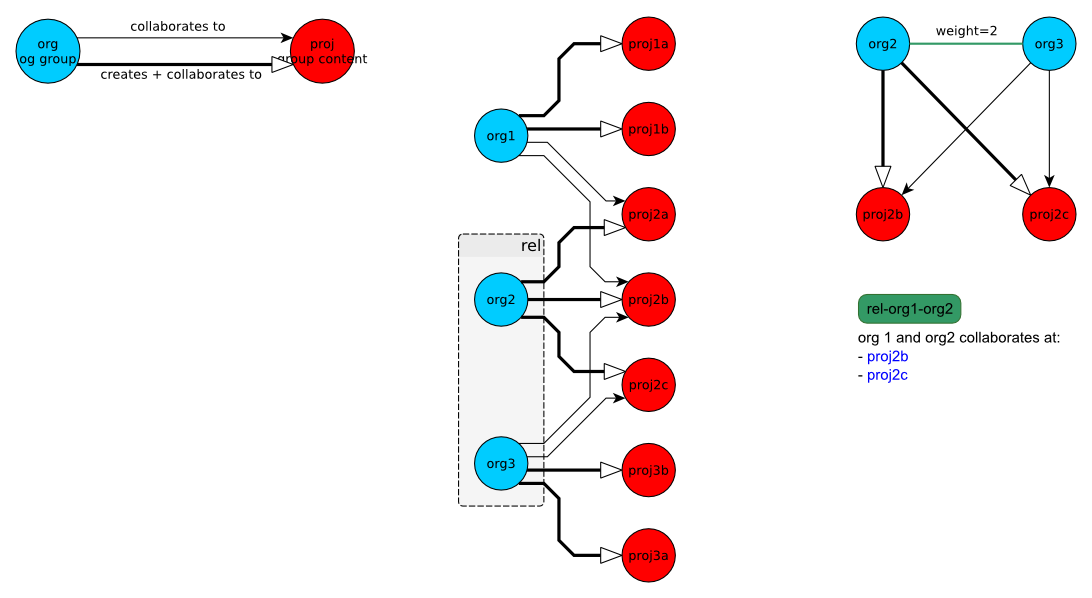 collaborates to
org
og group
proj
group content
creates + collaborates to
proj1a
org1
proj1b
proj2a
rel
org2
proj2b
proj2c
org3
proj3b
proj3a
org2
weight=2
org3
proj2b
proj2c
rel-org1-org2
org 1 and org2 collaborates at:
- proj2b
- proj2c